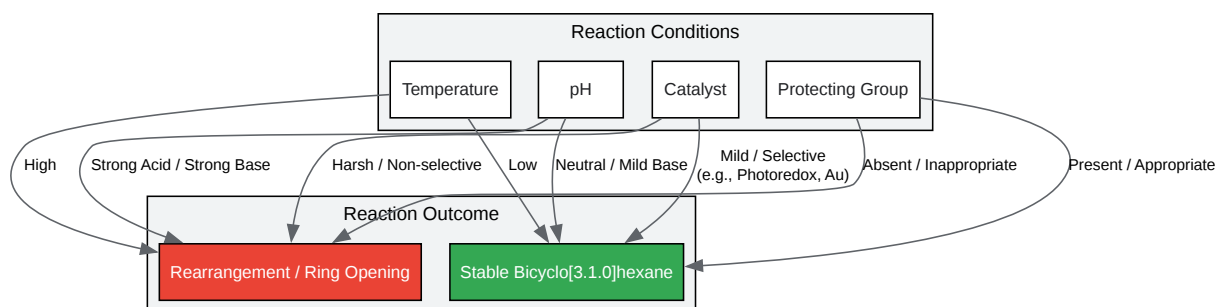 Reaction Conditions
Temperature
pH
Catalyst
Protecting Group
High
Strong Acid / Strong Base
Harsh / Non-selective
Low
Neutral / Mild Base
Mild / Selective
(e.g., Photoredox, Au)
Absent / Inappropriate
Present / Appropriate
Reaction Outcome
Rearrangement / Ring Opening
Stable Bicyclo[3.1.0]hexane